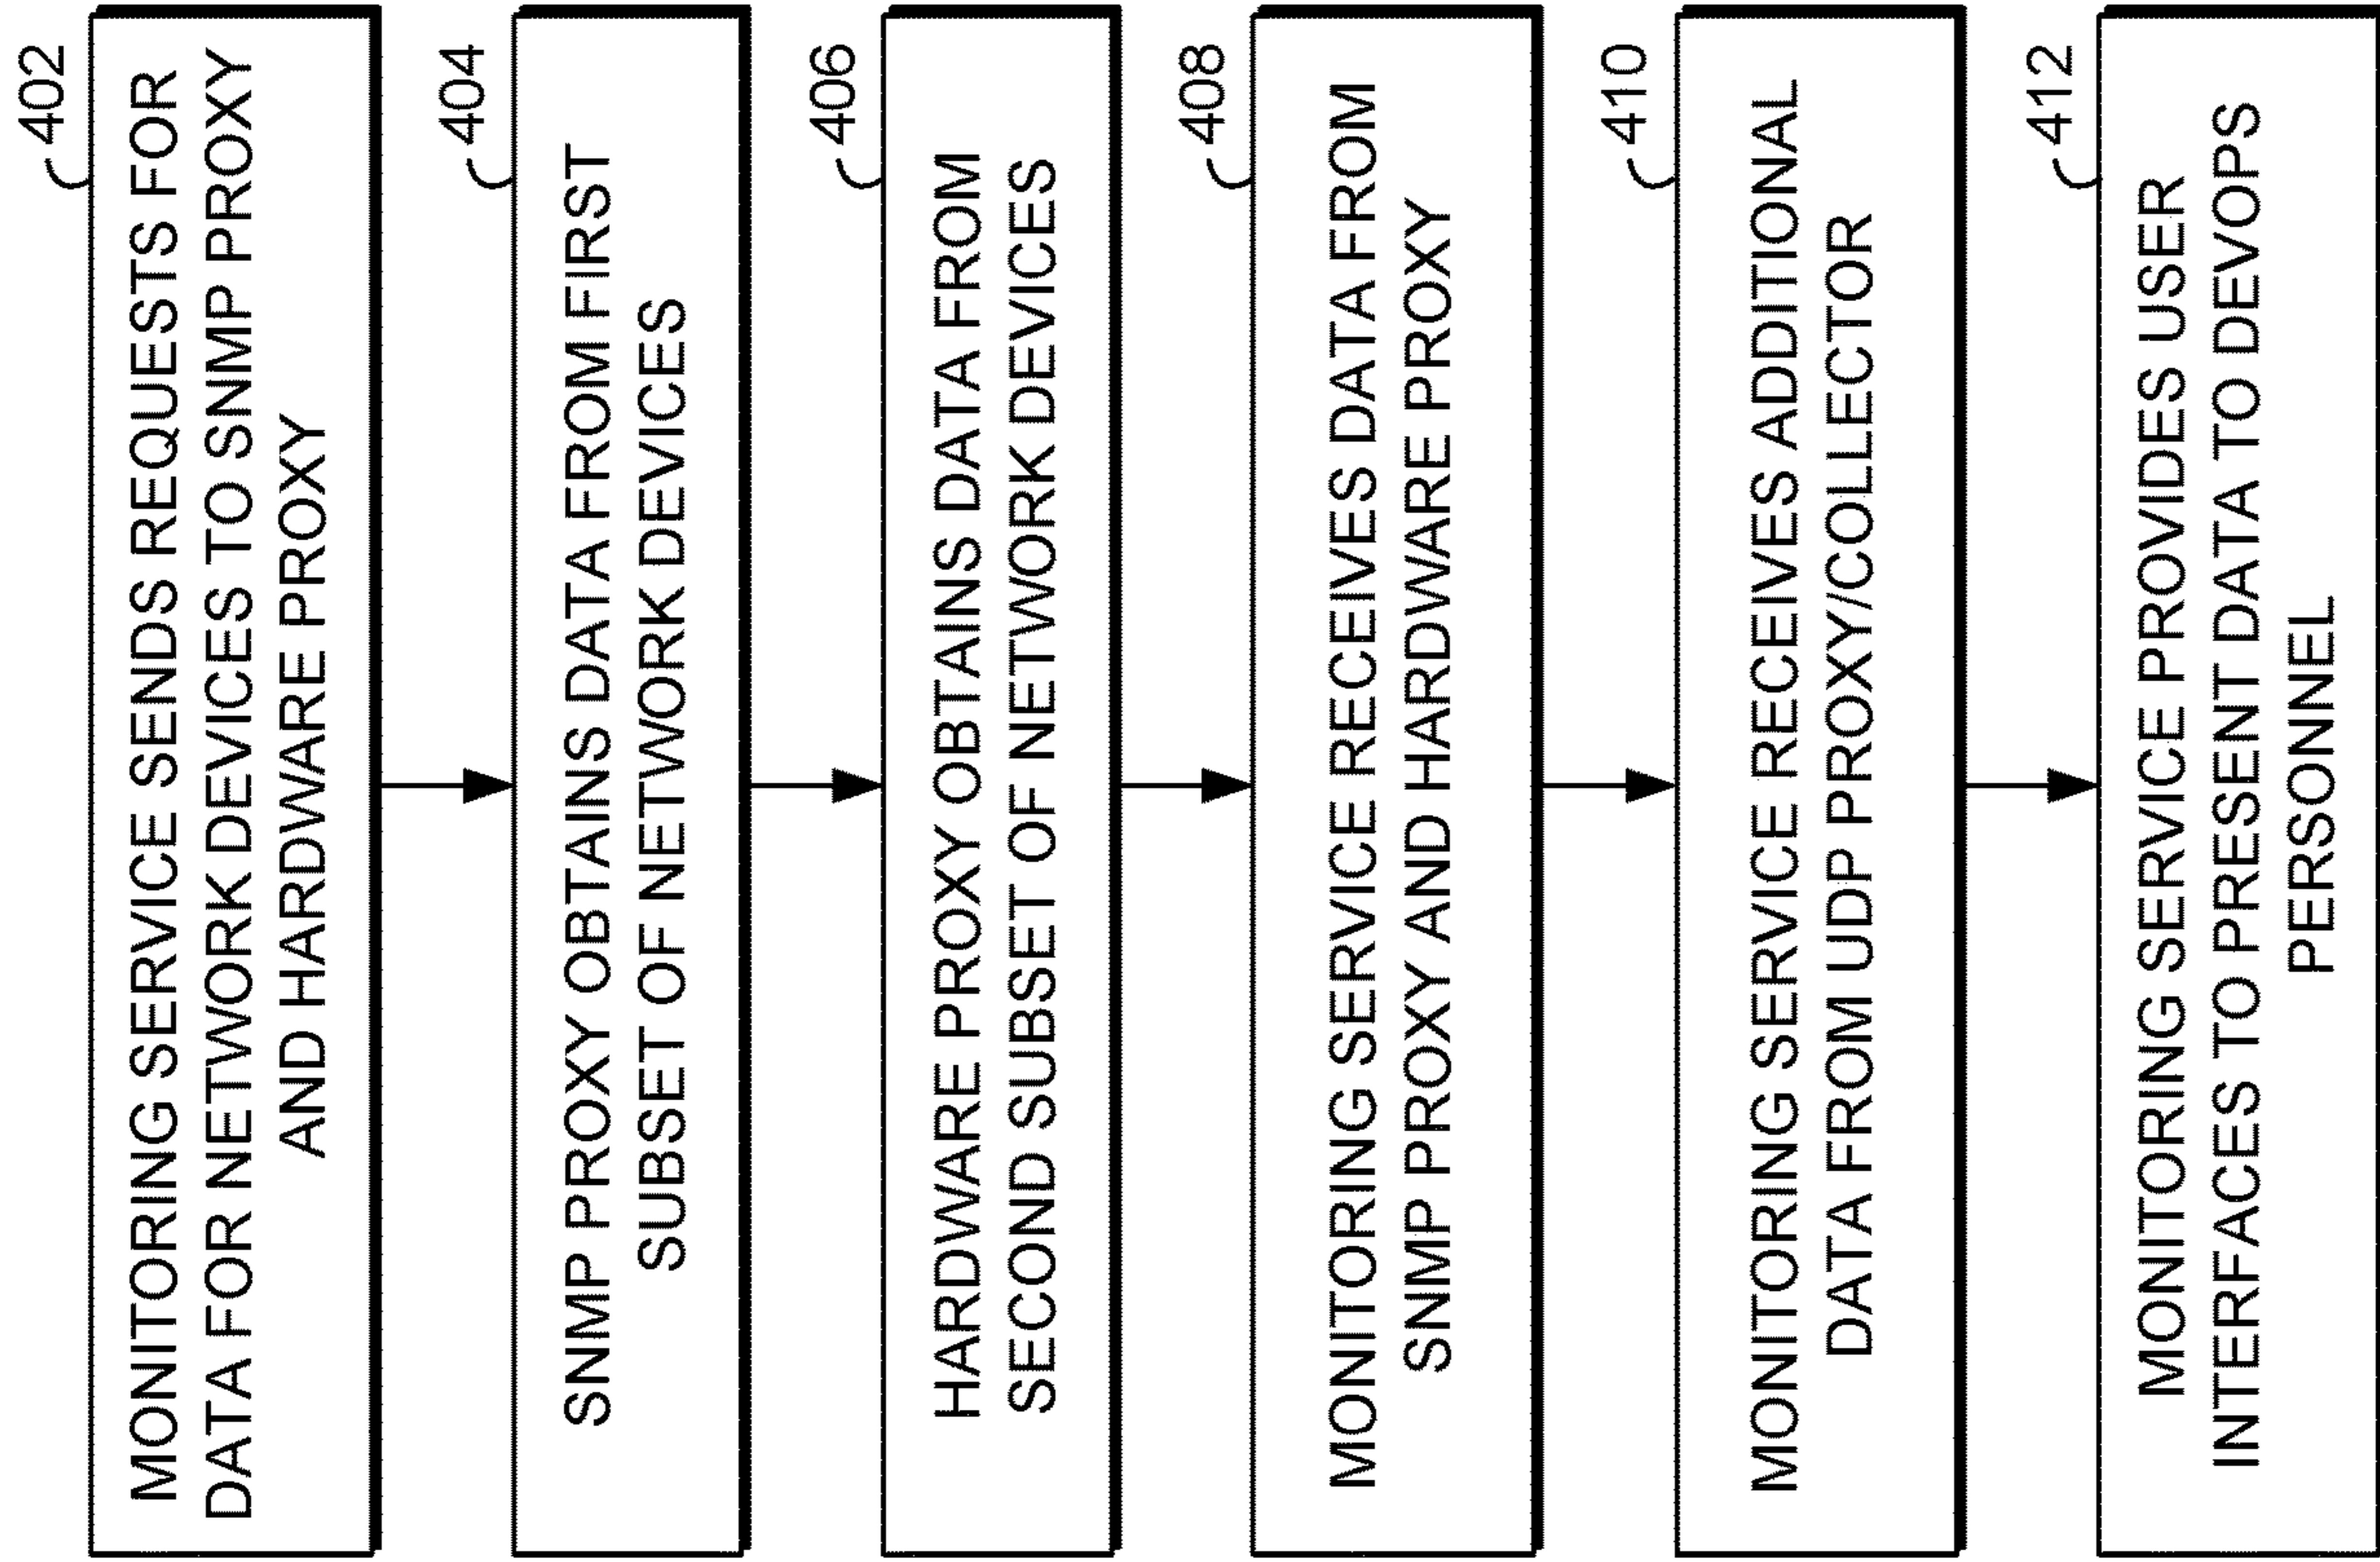 402
MONITORING SERVICE SENDS REQUESTS FOR
DATA FOR NETWORK DEVICES TO SNMP PROXY
AND HARDWARE PROXY
404
SNMP PROXY OBTAINS DATA FROM FIRST
SUBSET OF NETWORK DEVICES
406
HARDWARE PROXY OBTAINS DATA FROM
SECOND SUBSET OF NETWORK DEVICES
408
MONITORING SERVICE RECEIVES DATA FROM
SNMP PROXY AND HARDWARE PROXY
410
MONITORING SERVICE RECEIVES ADDITIONAL
DATA FROM UDP PROXY/COLLECTOR
412
MONITORING SERVICE PROVIDES USER
INTERFACES TO PRESENT DATA TO DEVOPS
PERSONNEL